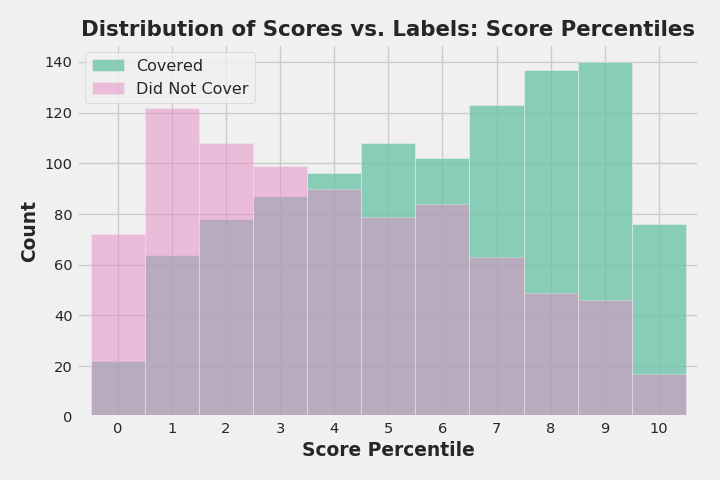 Distribution of Scores vs. Labels: Score Percentiles
Covered
Did Not Cover
140
120
100
80
60
40
20
0
Count
0 1 2 3 4 5 6 7 8 9 10
Score Percentile